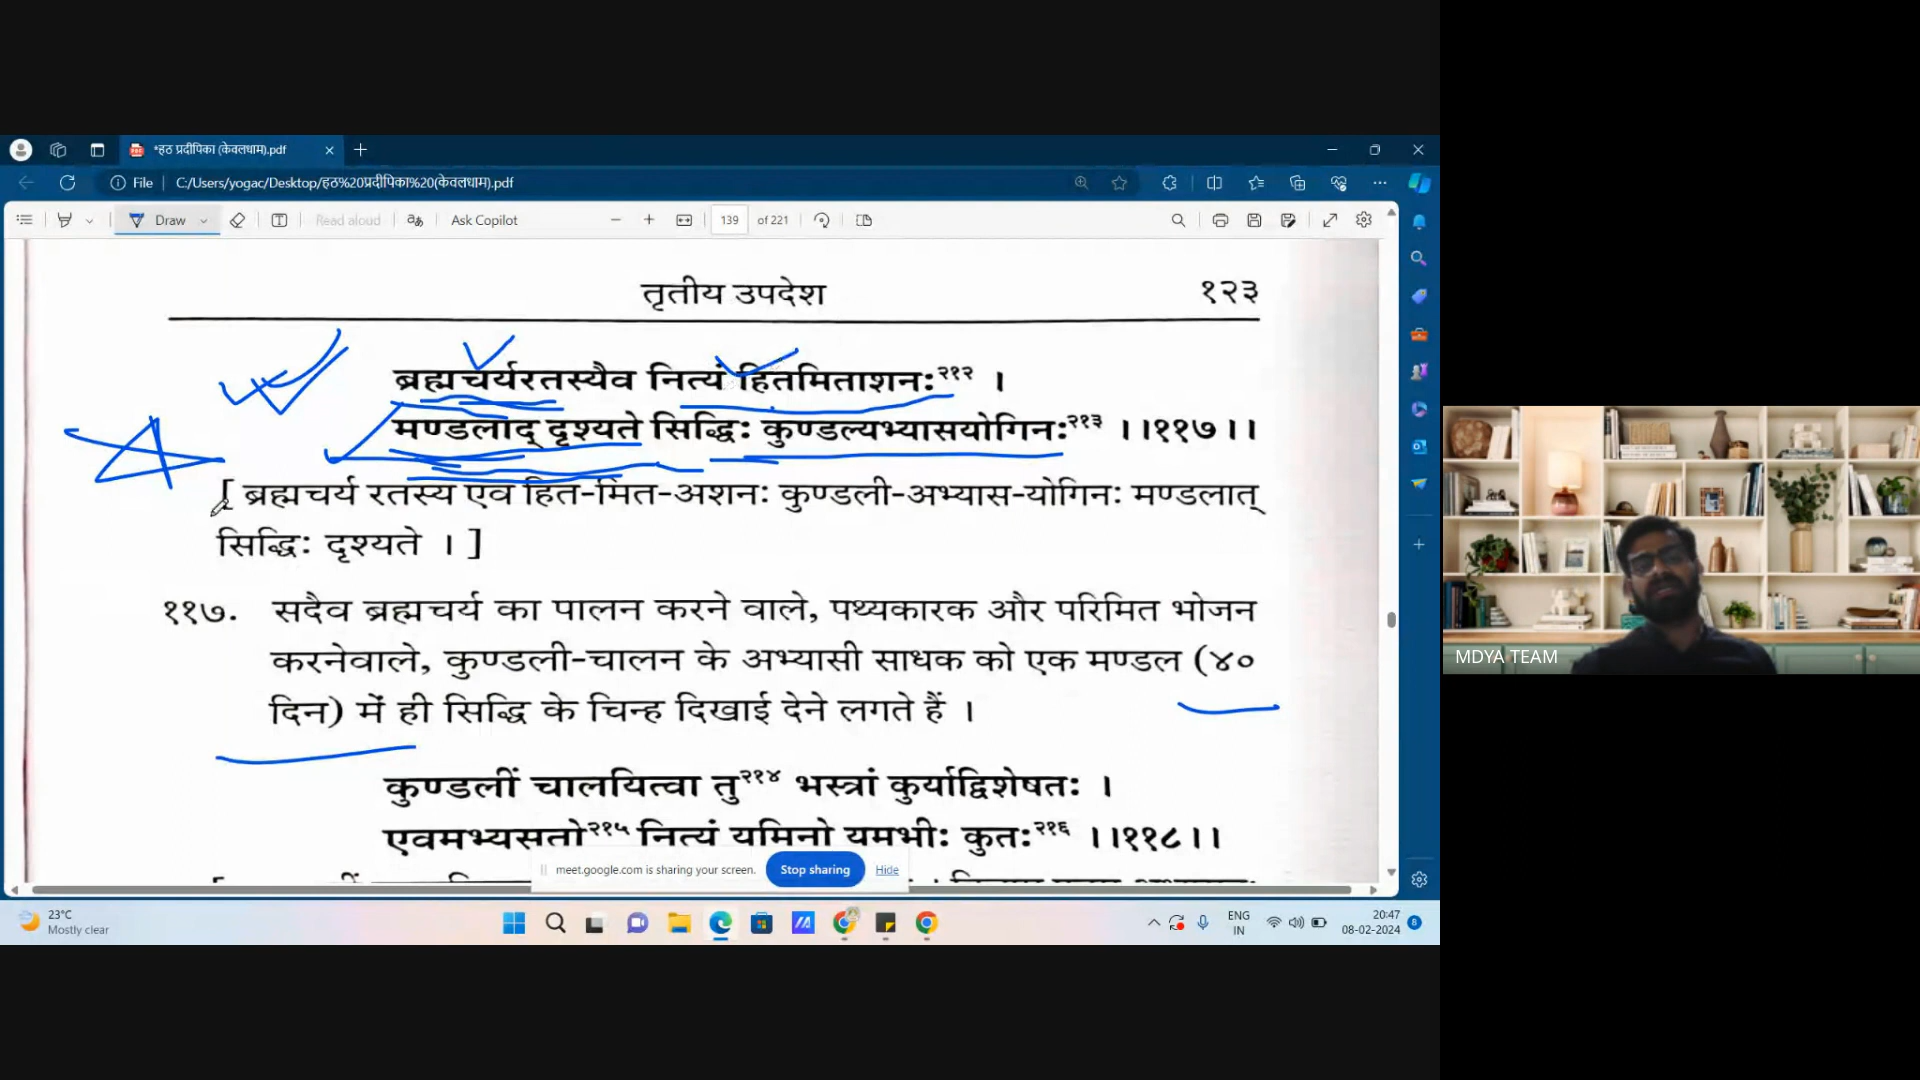 *हठ प्रदीपिका (केवलधाम).pdf
File
C:/Users/yogac/Desktop/हठ%20प्रदीपिका%20(केवलधाम).pdf
Draw
Read aloud
Ask Copilot
139 of 221
तृतीय उपदेश
१२३
ब्रह्मचर्यरतस्यैव नित्यं हितमिताशनः२१२ ।
मण्डलाद् दृश्यते सिद्धिः कुण्डल्यभ्यासयोगिनः२१३ ।।११७।।
[ ब्रह्मचर्य रतस्य एव हित-मित-अशनः कुण्डली-अभ्यास-योगिनः मण्डलात्
सिद्धिः दृश्यते । ]
११७. सदैव ब्रह्मचर्य का पालन करने वाले, पथ्यकारक और परिमित भोजन
करनेवाले, कुण्डली-चालन के अभ्यासी साधक को एक मण्डल (४०
दिन) में ही सिद्धि के चिन्ह दिखाई देने लगते हैं ।
कुण्डलीं चालयित्वा तु२१४ भस्त्रां कुर्याद्विशेषतः ।
एवमभ्यसतो२१५ नित्यं यमिनो यमभीः कुतः२१६ ।।११८।।
meet.google.com is sharing your screen.
Stop sharing
Hide
MDYA TEAM
23°C
Mostly clear
ENG
IN
20:47
08-02-2024
8